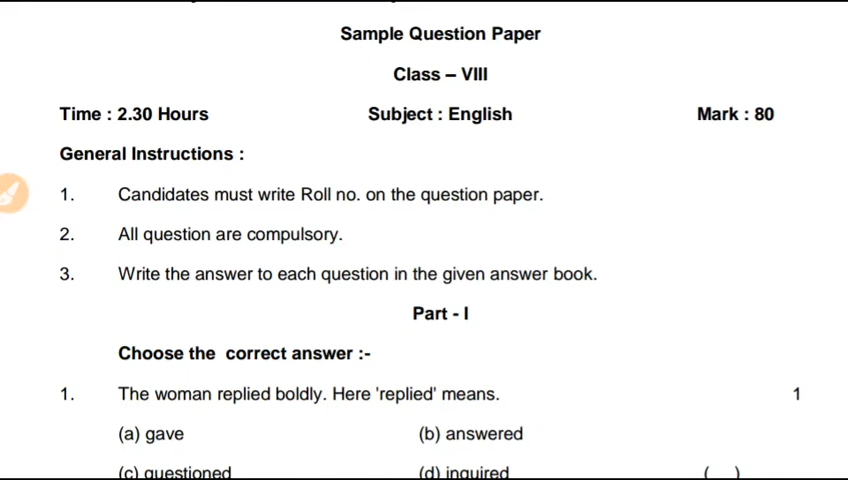 Sample Question Paper
Class – VIII
Time : 2.30 Hours Subject : English Mark : 80
General Instructions :
1. Candidates must write Roll no. on the question paper.
2. All question are compulsory.
3. Write the answer to each question in the given answer book.
Part - I
Choose the correct answer :-
1. The woman replied boldly. Here 'replied' means. 1
(a) gave (b) answered
(c) questioned (d) inquired ( )